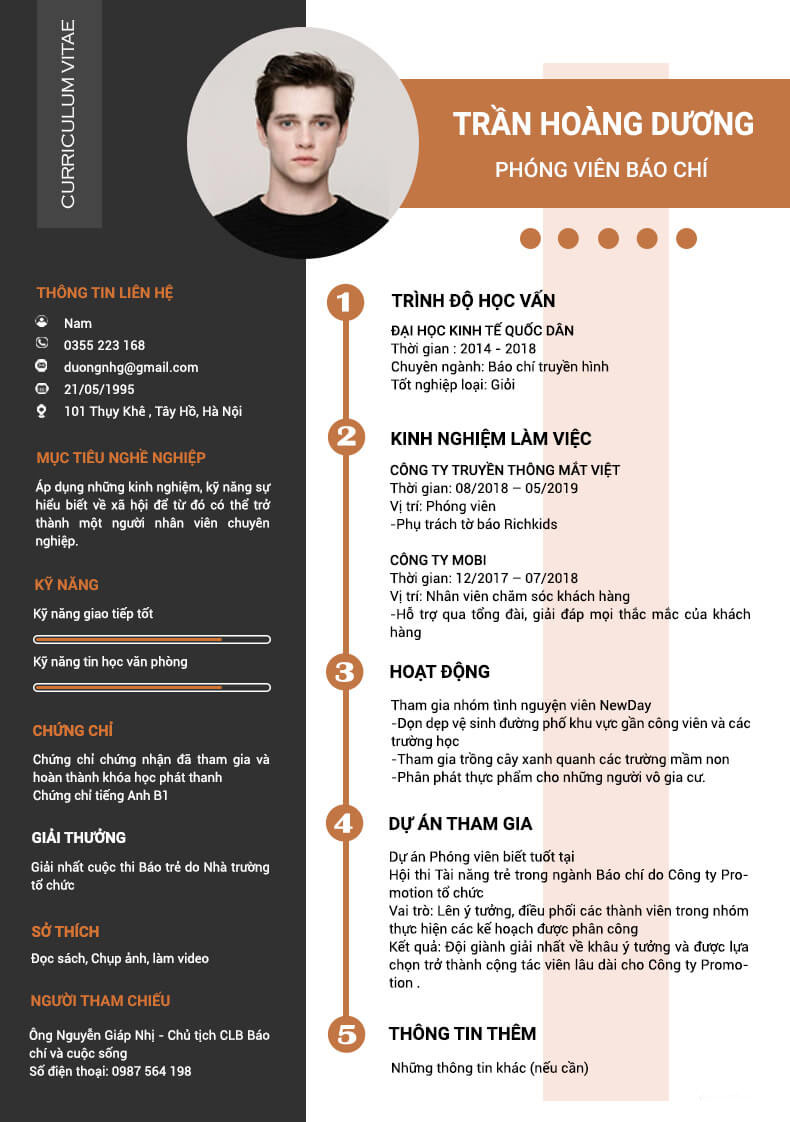 CURRICULUM VITAE
TRẦN HOÀNG DƯƠNG
PHÓNG VIÊN BÁO CHÍ
THÔNG TIN LIÊN HỆ
Nam
0355 223 168
duongnhg@gmail.com
21/05/1995
101 Thụy Khê , Tây Hồ, Hà Nội
MỤC TIÊU NGHỀ NGHIỆP
Áp dụng những kinh nghiệm, kỹ năng sự
hiểu biết về xã hội để từ đó có thể trở
thành một người nhân viên chuyên
nghiệp.
KỸ NĂNG
Kỹ năng giao tiếp tốt
Kỹ năng tin học văn phòng
CHỨNG CHỈ
Chứng chỉ chứng nhận đã tham gia và
hoàn thành khóa học phát thanh
Chứng chỉ tiếng Anh B1
GIẢI THƯỞNG
Giải nhất cuộc thi Báo trẻ do Nhà trường
tổ chức
SỞ THÍCH
Đọc sách, Chụp ảnh, làm video
NGƯỜI THAM CHIẾU
Ông Nguyễn Giáp Nhị - Chủ tịch CLB Báo
chí và cuộc sống
Số điện thoại: 0987 564 198
1 TRÌNH ĐỘ HỌC VẤN
ĐẠI HỌC KINH TẾ QUỐC DÂN
Thời gian : 2014 - 2018
Chuyên ngành: Báo chí truyền hình
Tốt nghiệp loại: Giỏi
2 KINH NGHIỆM LÀM VIỆC
CÔNG TY TRUYỀN THÔNG MẮT VIỆT
Thời gian: 08/2018 – 05/2019
Vị trí: Phóng viên
-Phụ trách tờ báo Richkids
CÔNG TY MOBI
Thời gian: 12/2017 – 07/2018
Vị trí: Nhân viên chăm sóc khách hàng
-Hỗ trợ qua tổng đài, giải đáp mọi thắc mắc của khách
hàng
3 HOẠT ĐỘNG
Tham gia nhóm tình nguyện viên NewDay
-Dọn dẹp vệ sinh đường phố khu vực gần công viên và các
trường học
-Tham gia trồng cây xanh quanh các trường mầm non
-Phân phát thực phẩm cho những người vô gia cư.
4 DỰ ÁN THAM GIA
Dự án Phóng viên biết tuốt tại
Hội thi Tài năng trẻ trong ngành Báo chí do Công ty Pro-
motion tổ chức
Vai trò: Lên ý tưởng, điều phối các thành viên trong nhóm
thực hiện các kế hoạch được phân công
Kết quả: Đội giành giải nhất về khâu ý tưởng và được lựa
chọn trở thành cộng tác viên lâu dài cho Công ty Promo-
tion .
5 THÔNG TIN THÊM
Những thông tin khác (nếu cần)